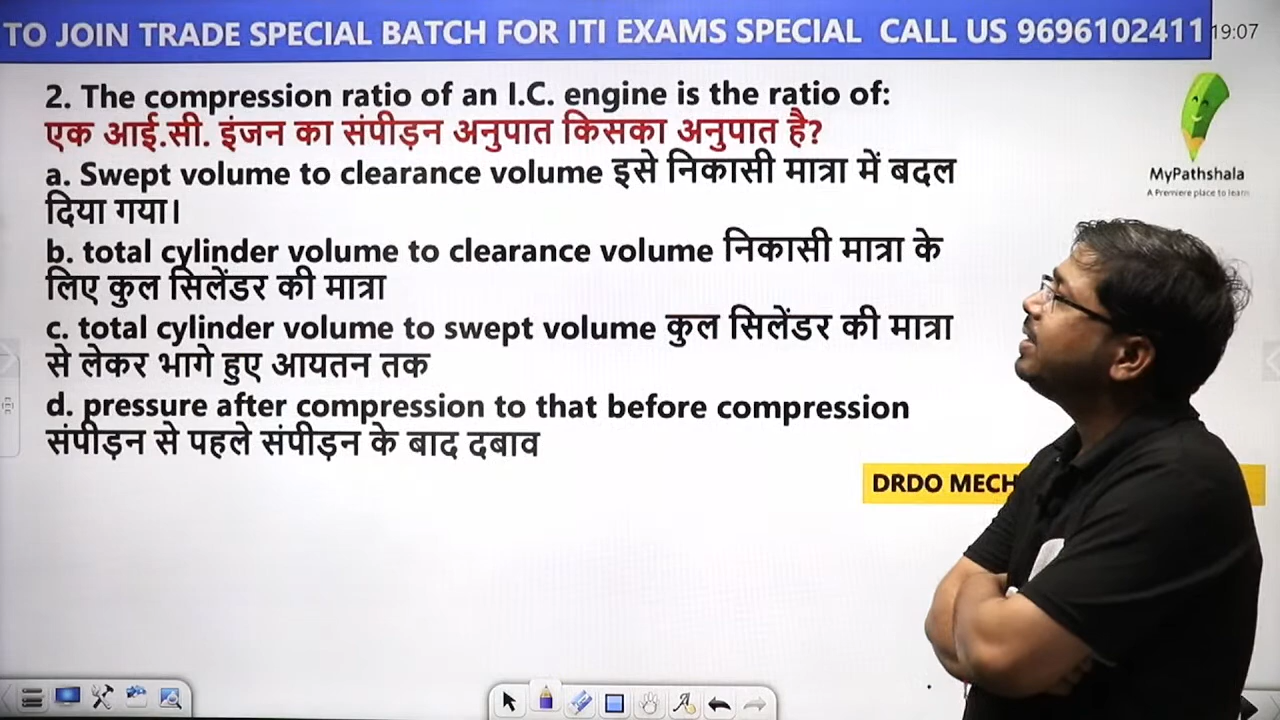 TO JOIN TRADE SPECIAL BATCH FOR ITI EXAMS SPECIAL CALL US 9696102411
19:07
2. The compression ratio of an I.C. engine is the ratio of:
एक आई.सी. इंजन का संपीड़न अनुपात किसका अनुपात है?
a. Swept volume to clearance volume इसे निकासी मात्रा में बदल
दिया गया।
b. total cylinder volume to clearance volume निकासी मात्रा के
लिए कुल सिलेंडर की मात्रा
c. total cylinder volume to swept volume कुल सिलेंडर की मात्रा
से लेकर भागे हुए आयतन तक
d. pressure after compression to that before compression
संपीड़न से पहले संपीड़न के बाद दबाव
MyPathshala
A Premiere place to learn
DRDO MECH